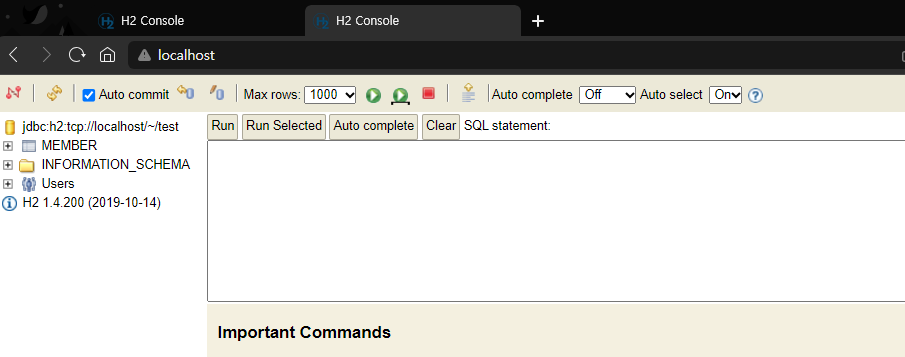 H2 Console
H2 Console
localhost
Auto commit Max rows: 1000 Auto complete Off Auto select On
jdbc:h2:tcp://localhost/~/test
MEMBER
INFORMATION_SCHEMA
Users
H2 1.4.200 (2019-10-14)
Run Run Selected Auto complete Clear SQL statement:
Important Commands